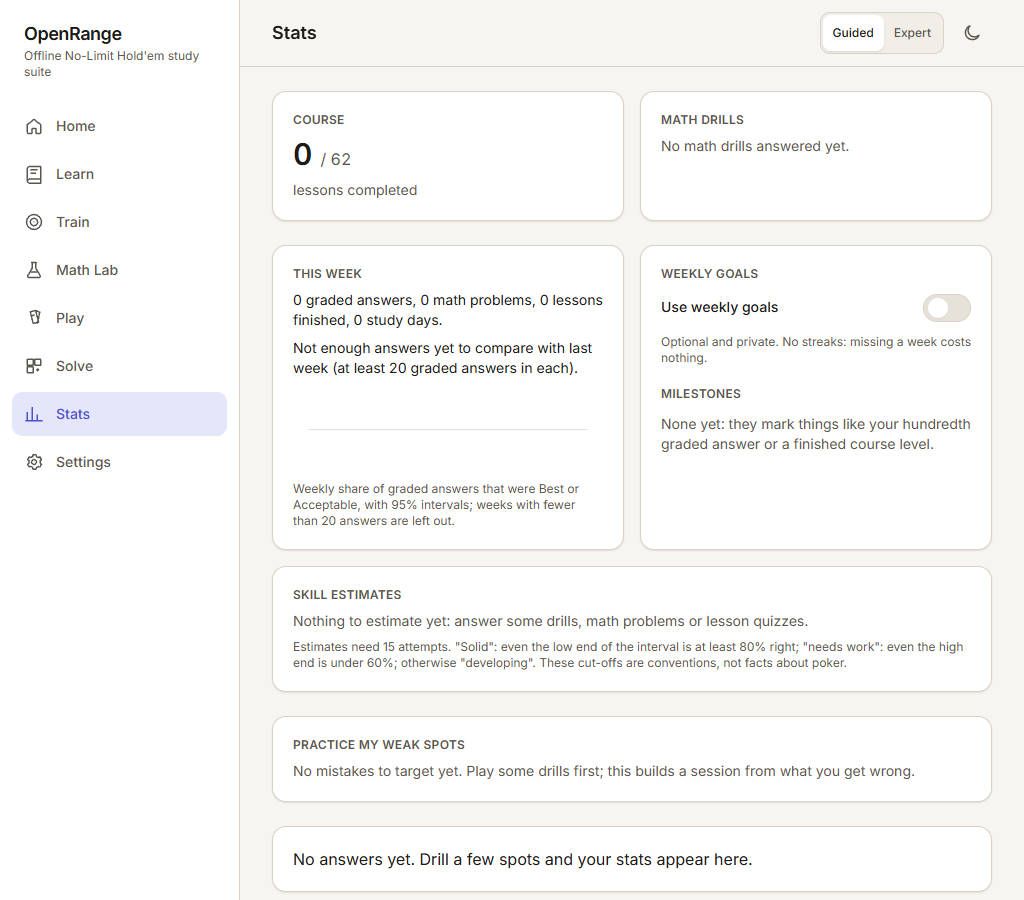 OpenRange
Offline No-Limit Hold'em study
suite
Home
Learn
Train
Math Lab
Play
Solve
Stats
Settings
Stats
Guided
Expert
COURSE
0 / 62
lessons completed
MATH DRILLS
No math drills answered yet.
THIS WEEK
0 graded answers, 0 math problems, 0 lessons
finished, 0 study days.
Not enough answers yet to compare with last
week (at least 20 graded answers in each).
Weekly share of graded answers that were Best or
Acceptable, with 95% intervals; weeks with fewer
than 20 answers are left out.
WEEKLY GOALS
Use weekly goals
Optional and private. No streaks: missing a week costs
nothing.
MILESTONES
None yet: they mark things like your hundredth
graded answer or a finished course level.
SKILL ESTIMATES
Nothing to estimate yet: answer some drills, math problems or lesson quizzes.
Estimates need 15 attempts. "Solid": even the low end of the interval is at least 80% right; "needs work": even the high
end is under 60%; otherwise "developing". These cut-offs are conventions, not facts about poker.
PRACTICE MY WEAK SPOTS
No mistakes to target yet. Play some drills first; this builds a session from what you get wrong.
No answers yet. Drill a few spots and your stats appear here.